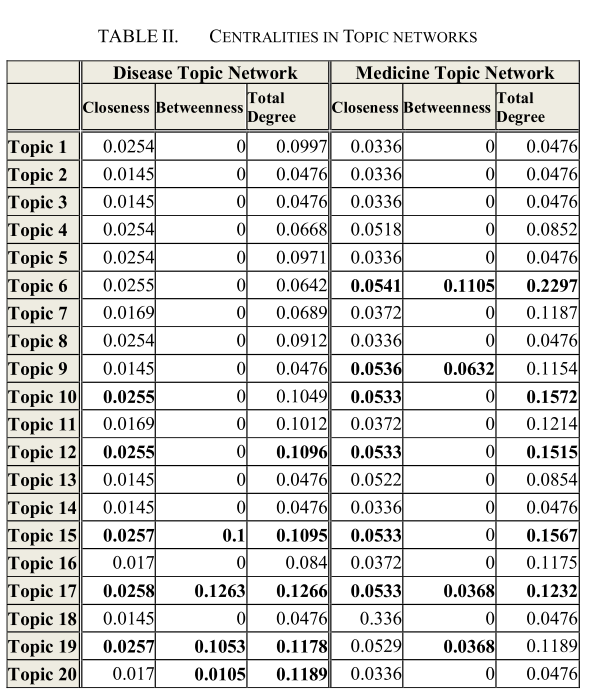 TABLE II. CENTRALITIES IN TOPIC NETWORKS
Disease Topic Network Medicine Topic Network
Closeness Betweenness Total Degree Closeness Betweenness Total Degree
Topic 1 0.0254 0 0.0997 0.0336 0 0.0476
Topic 2 0.0145 0 0.0476 0.0336 0 0.0476
Topic 3 0.0145 0 0.0476 0.0336 0 0.0476
Topic 4 0.0254 0 0.0668 0.0518 0 0.0852
Topic 5 0.0254 0 0.0971 0.0336 0 0.0476
Topic 6 0.0255 0 0.0642 0.0541 0.1105 0.2297
Topic 7 0.0169 0 0.0689 0.0372 0 0.1187
Topic 8 0.0254 0 0.0912 0.0336 0 0.0476
Topic 9 0.0145 0 0.0476 0.0536 0.0632 0.1154
Topic 10 0.0255 0 0.1049 0.0533 0 0.1572
Topic 11 0.0169 0 0.1012 0.0372 0 0.1214
Topic 12 0.0255 0 0.1096 0.0533 0 0.1515
Topic 13 0.0145 0 0.0476 0.0522 0 0.0854
Topic 14 0.0145 0 0.0476 0.0336 0 0.0476
Topic 15 0.0257 0.1 0.1095 0.0533 0 0.1567
Topic 16 0.017 0 0.084 0.0372 0 0.1175
Topic 17 0.0258 0.1263 0.1266 0.0533 0.0368 0.1232
Topic 18 0.0145 0 0.0476 0.336 0 0.0476
Topic 19 0.0257 0.1053 0.1178 0.0529 0.0368 0.1189
Topic 20 0.017 0.0105 0.1189 0.0336 0 0.0476